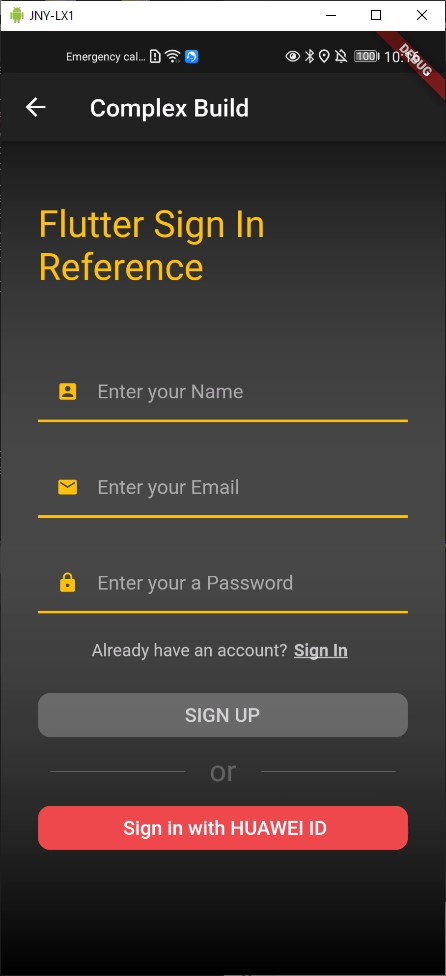 JNY-LX1
Emergency cal...
100
DEBUG
Complex Build
Flutter Sign In
Reference
Enter your Name
Enter your Email
Enter your a Password
Already have an account? Sign In
SIGN UP
or
Sign in with HUAWEI ID